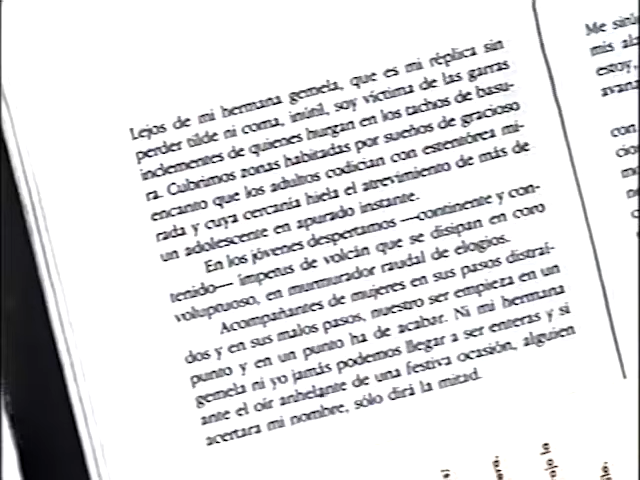 Lejos de mi hermana gemela, que es mi réplica sin
perder tilde ni coma, inútil, soy víctima de las garras
inclementes de quienes hurgan en los tachos de basu-
ra. Cubrimos zonas habitadas por sueños de gracioso
encanto que los adultos codician con estentórea mi-
rada y cuya cercanía hiela el atrevimiento de más de
un adolescente en apurado instante.
En los jóvenes despertamos —continente y con-
tenido— ímpetus de volcán que se disipan en coro
voluptuoso, en murmurador raudal de elogios.
Acompañantes de mujeres en sus pasos distraí-
dos y en sus malos pasos, nuestro ser empieza en un
punto y en un punto ha de acabar. Ni mi hermana
gemela ni yo jamás podemos llegar a ser enteras y si
ante el oír anhelante de una festiva ocasión, alguien
acertara mi nombre, sólo dirá la mitad.
Me
mis
estoy,
con